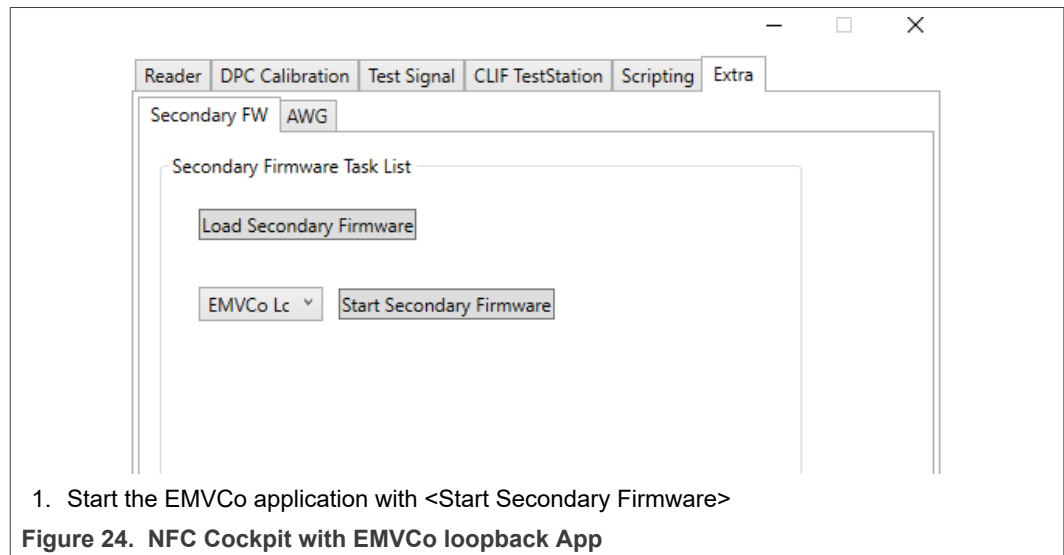 Reader DPC Calibration Test Signal CLIF TestStation Scripting Extra
Secondary FW AWG
Secondary Firmware Task List
Load Secondary Firmware
EMVCo Lc Start Secondary Firmware
1. Start the EMVCo application with <Start Secondary Firmware>
Figure 24. NFC Cockpit with EMVCo loopback App